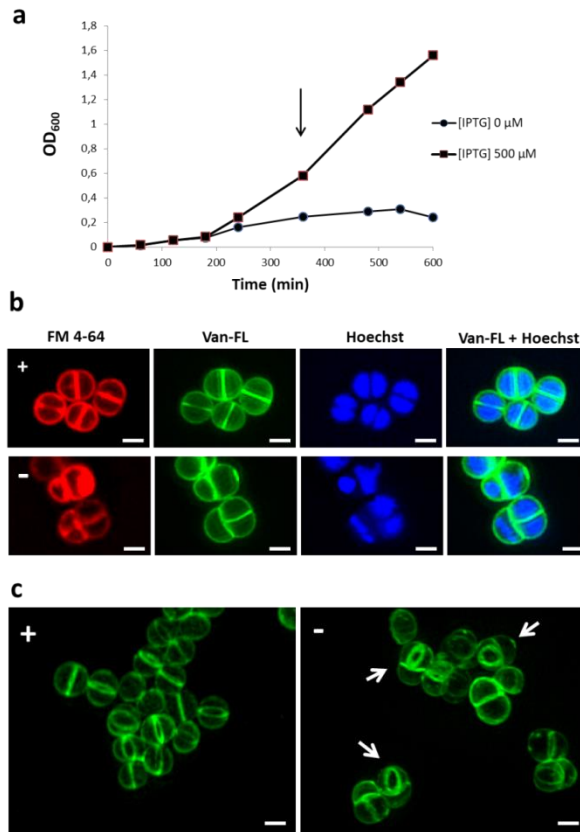 a
1,8
1,6
1,4
1,2
1
0,8
0,6
0,4
0,2
0
OD600
0 100 200 300 400 500 600
Time (min)
[IPTG] 0 µM
[IPTG] 500 µM
b
FM 4-64 Van-FL Hoechst Van-FL + Hoechst
+
-
c
+ -